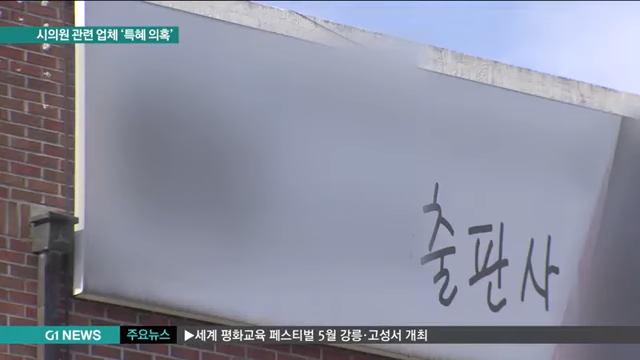 시의원 관련 업체 '특혜 의혹'
출판사
G1 NEWS 주요뉴스 ▶세계 평화교육 페스티벌 5월 강릉·고성서 개최